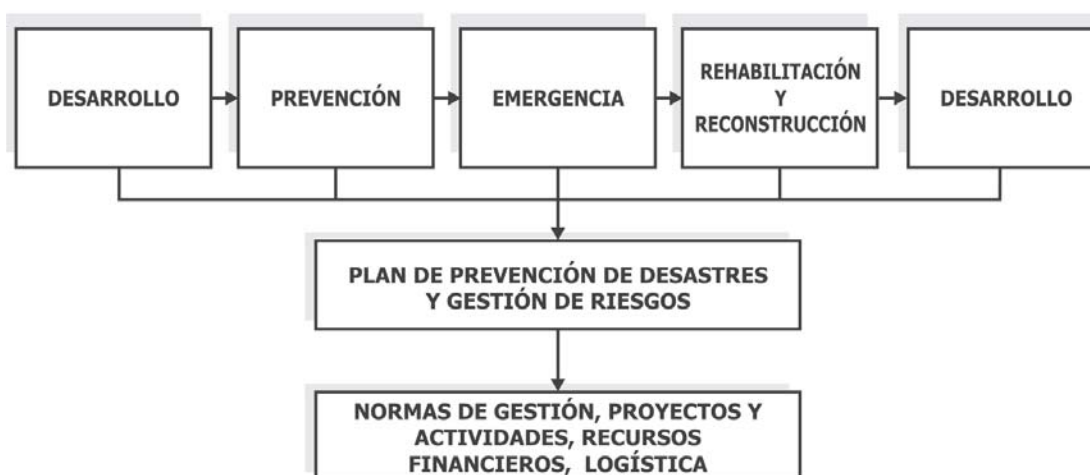 DESARROLLO
PREVENCIÓN
EMERGENCIA
REHABILITACIÓN
Y
RECONSTRUCCIÓN
DESARROLLO
PLAN DE PREVENCIÓN DE DESASTRES
Y GESTIÓN DE RIESGOS
NORMAS DE GESTIÓN, PROYECTOS Y
ACTIVIDADES, RECURSOS
FINANCIEROS, LOGÍSTICA